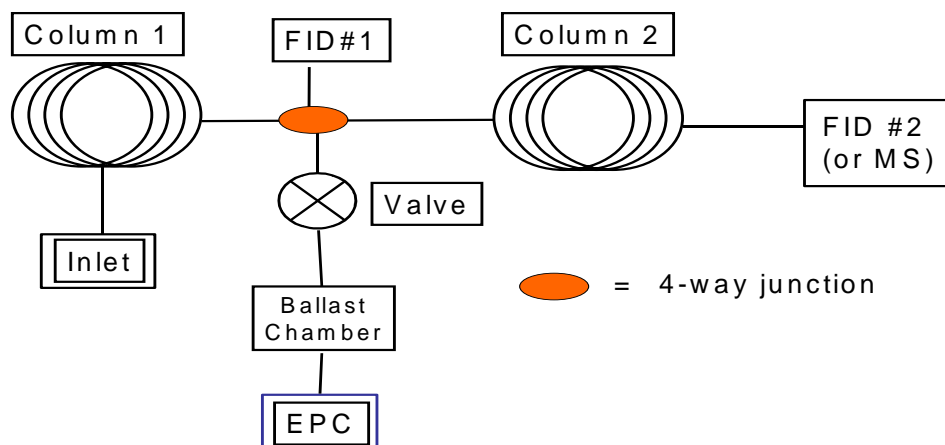 Column 1
FID#1
Column 2
FID #2
(or MS)
Valve
Inlet
Ballast
Chamber
= 4-way junction
EPC